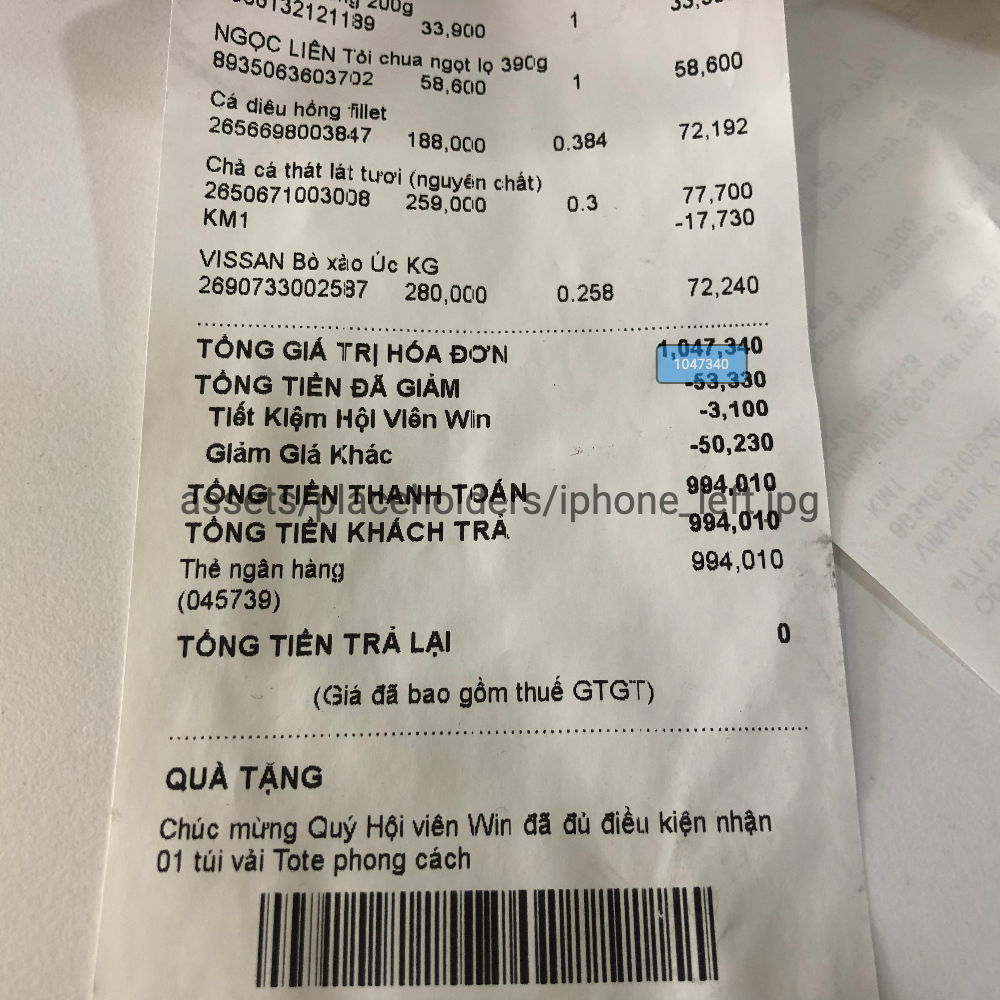 200g
132121189 33,900 1
NGỌC LIÊN Tỏi chua ngọt lọ 390g
8935063603702 58,600 1 58,600
Cá diêu hồng fillet
2656698003847 188,000 0.384 72,192
Chả cá thát lát tươi (nguyên chất)
2650671003008 259,000 0.3 77,700
KM1 -17,730
VISSAN Bò xào Úc KG
2690733002587 280,000 0.258 72,240
TỔNG GIÁ TRỊ HÓA ĐƠN 1,047,340
1047340
TỔNG TIỀN ĐÃ GIẢM -53,330
Tiết Kiệm Hội Viên Win -3,100
Giảm Giá Khác -50,230
TỔNG TIỀN THANH TOÁN 994,010
assets/placeholders/iphone_left.jpg
TỔNG TIỀN KHÁCH TRẢ 994,010
Thẻ ngân hàng 994,010
(045739)
TỔNG TIỀN TRẢ LẠI 0
(Giá đã bao gồm thuế GTGT)
QUÀ TẶNG
Chúc mừng Quý Hội viên Win đã đủ điều kiện nhận
01 túi vải Tote phong cách